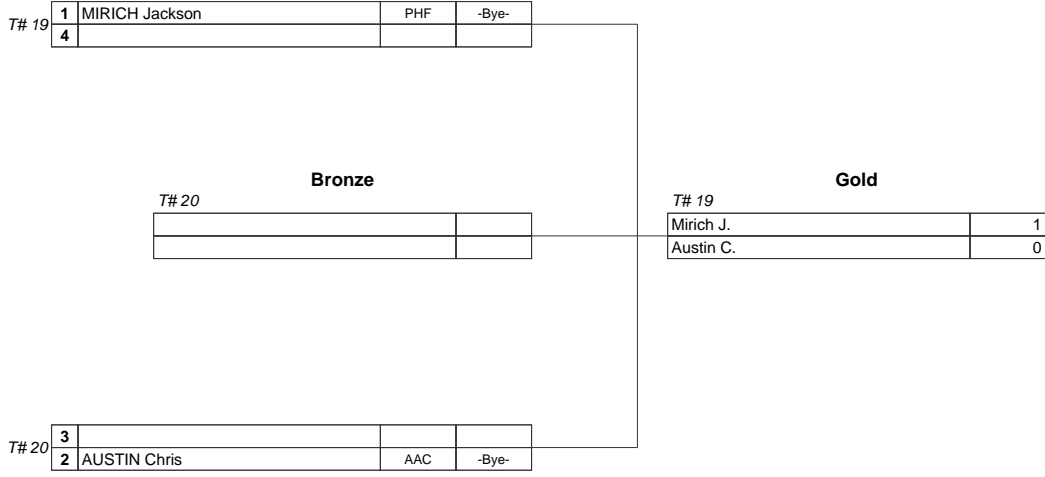 T# 19
1 MIRICH Jackson PHF -Bye-
4
Bronze
T# 20
Gold
T# 19
Mirich J. 1
Austin C. 0
T# 20
3
2 AUSTIN Chris AAC -Bye-